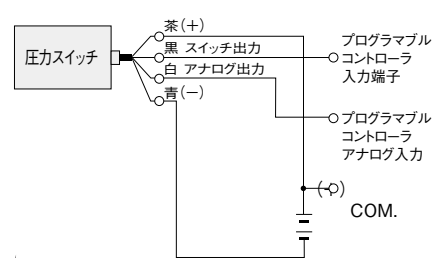 圧力スイッチ
茶(+)
黒 スイッチ出力
白 アナログ出力
青(−)
プログラマブル
コントローラ
入力端子
プログラマブル
コントローラ
アナログ入力
(-)
COM.